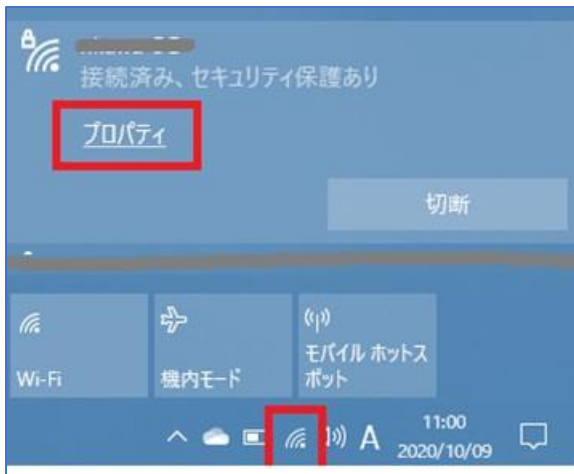 接続済み、セキュリティ保護あり
プロパティ
切断
Wi-Fi
機内モード
モバイル ホットス
ポット
A
11:00
2020/10/09